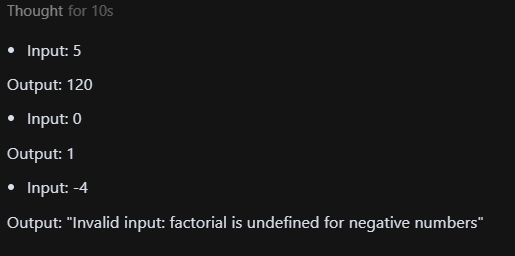 Thought for 10s
• Input: 5
Output: 120
• Input: 0
Output: 1
• Input: -4
Output: "Invalid input: factorial is undefined for negative numbers"